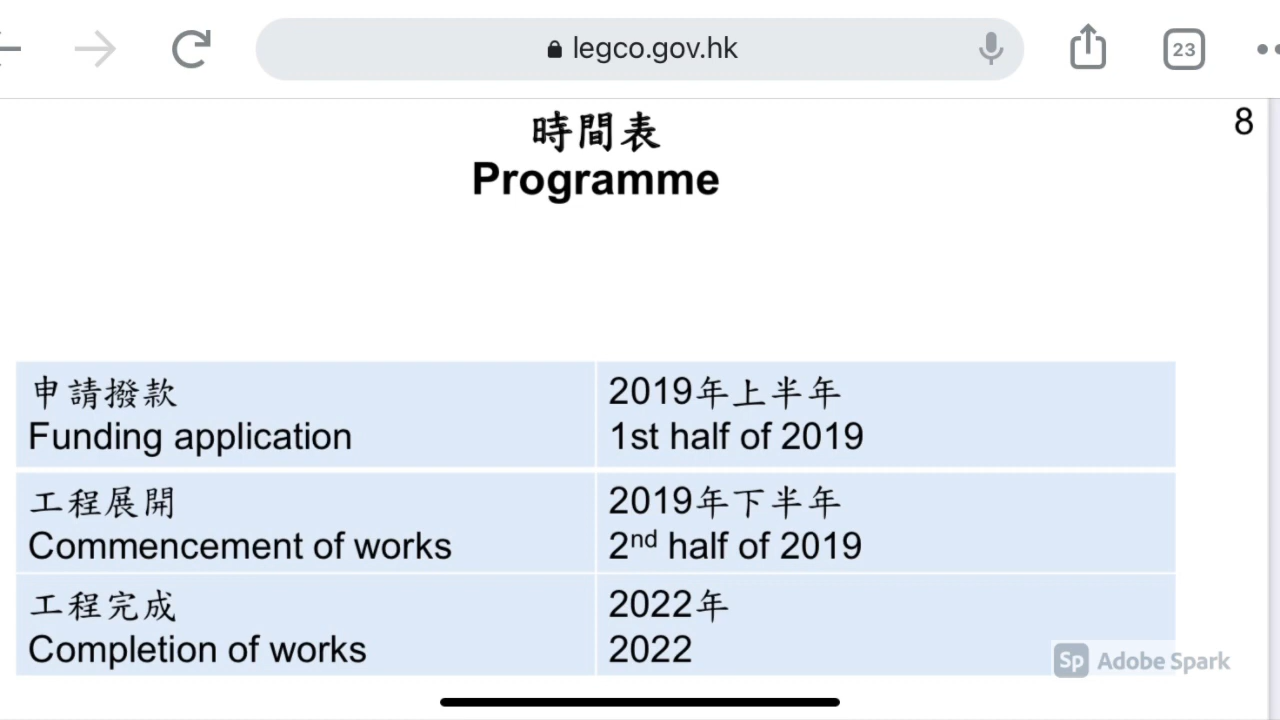 legco.gov.hk
23
8
時間表
Programme
申請撥款
Funding application
2019年上半年
1st half of 2019
工程展開
Commencement of works
2019年下半年
2nd half of 2019
工程完成
Completion of works
2022年
2022
Sp Adobe Spark